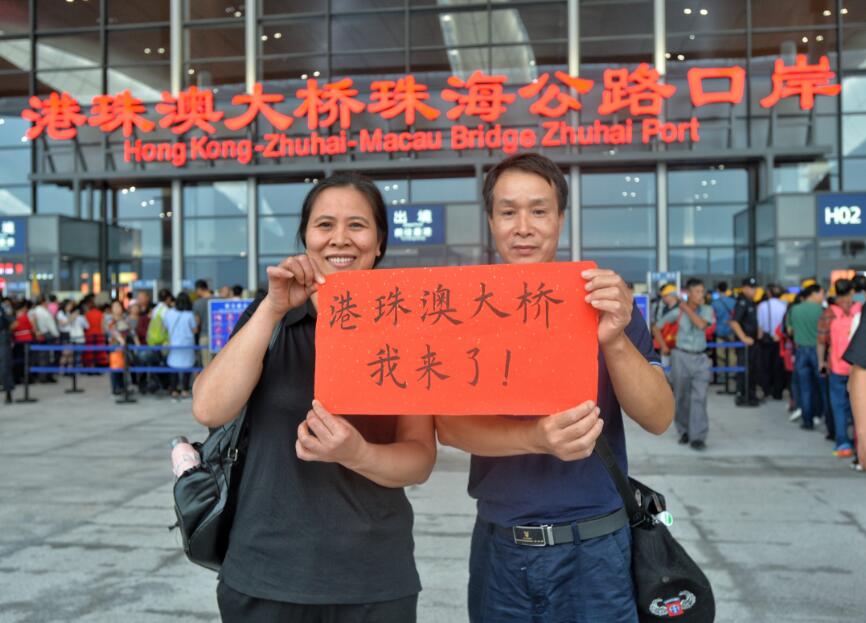 港珠澳大桥珠海公路口岸
Hong Kong-Zhuhai-Macau Bridge Zhuhai Port
出境
H02
港珠澳大桥
我来了!